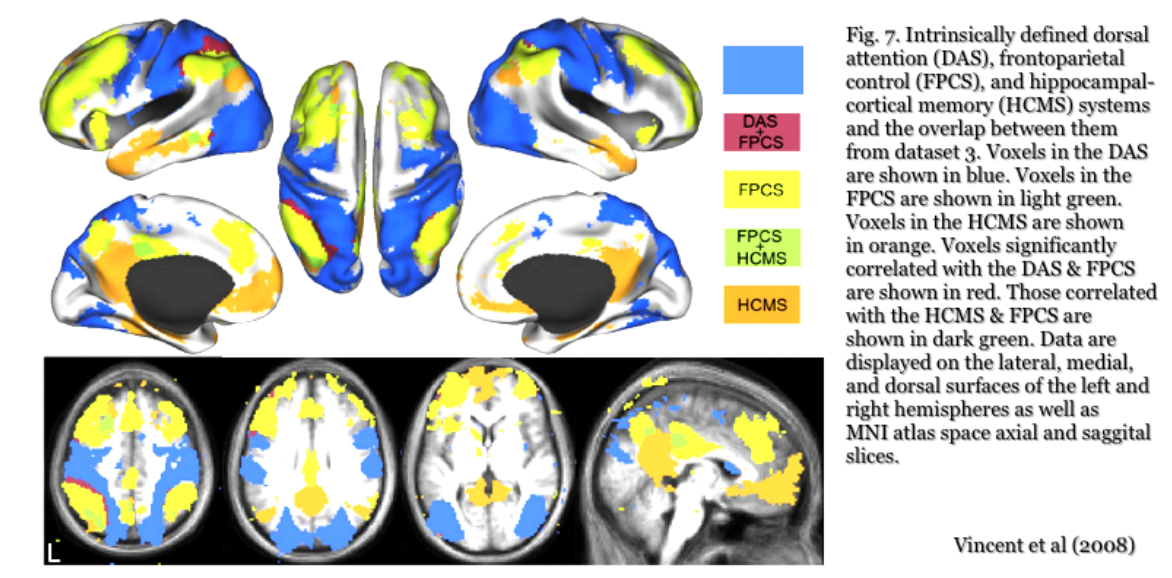 DAS
+
FPCS
FPCS
FPCS
+
HCMS
HCMS
L
Fig. 7. Intrinsically defined dorsal
attention (DAS), frontoparietal
control (FPCS), and hippocampal-
cortical memory (HCMS) systems
and the overlap between them
from dataset 3. Voxels in the DAS
are shown in blue. Voxels in the
FPCS are shown in light green.
Voxels in the HCMS are shown
in orange. Voxels significantly
correlated with the DAS & FPCS
are shown in red. Those correlated
with the HCMS & FPCS are
shown in dark green. Data are
displayed on the lateral, medial,
and dorsal surfaces of the left and
right hemispheres as well as
MNI atlas space axial and saggital
slices.
Vincent et al (2008)